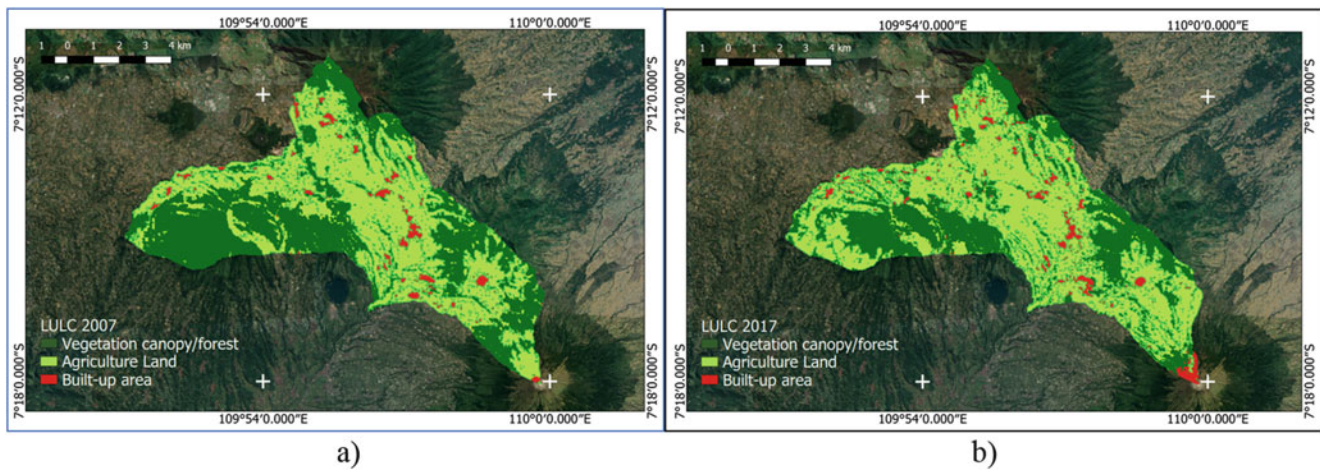 109°54'0.000"E 110°0'0.000"E
1 0 1 2 3 4 km
7°12'0.000"S
7°12'0.000"S
LULC 2007
Vegetation canopy/forest
Agriculture Land
Built-up area
7°18'0.000"S
7°18'0.000"S
109°54'0.000"E 110°0'0.000"E
a)
109°54'0.000"E 110°0'0.000"E
1 0 1 2 3 4 km
7°12'0.000"S
7°12'0.000"S
LULC 2017
Vegetation canopy/forest
Agriculture Land
Built-up area
7°18'0.000"S
7°18'0.000"S
109°54'0.000"E 110°0'0.000"E
b)